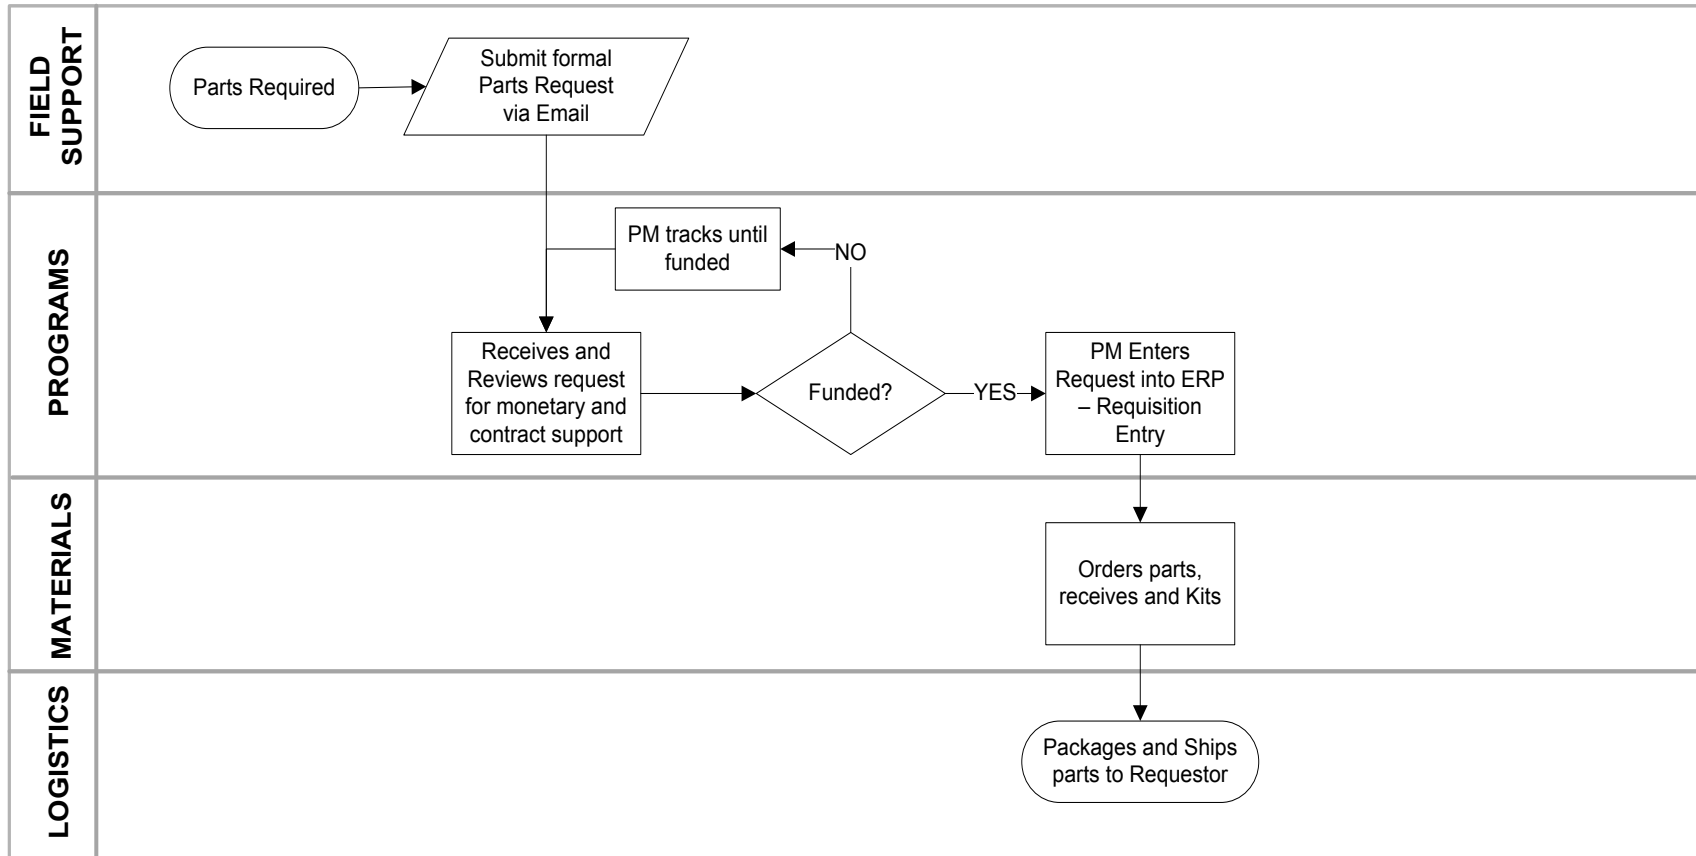 FIELD
SUPPORT
Parts Required
Submit formal
Parts Request
via Email
PROGRAMS
PM tracks until
funded
NO
Receives and
Reviews request
for monetary and
contract support
Funded?
YES
PM Enters
Request into ERP
– Requisition
Entry
MATERIALS
Orders parts,
receives and Kits
LOGISTICS
Packages and Ships
parts to Requestor